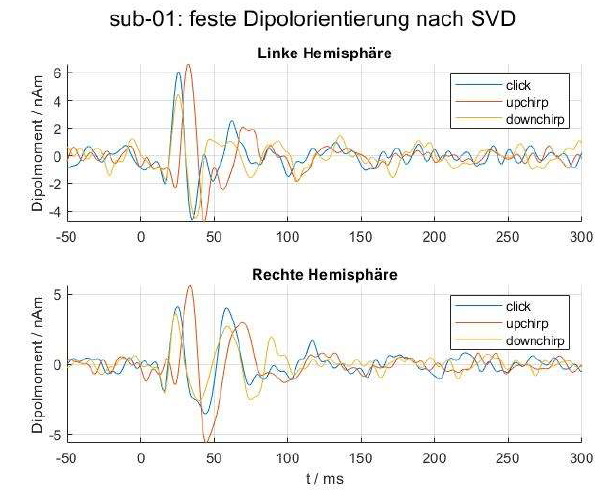 sub-01: feste Dipolorientierung nach SVD
Linke Hemisphäre
Dipolmoment / nAm
6
4
2
0
-2
-4
click
upchirp
downchirp
-50 0 50 100 150 200 250 300
Rechte Hemisphäre
Dipolmoment / nAm
5
0
-5
click
upchirp
downchirp
-50 0 50 100 150 200 250 300
t / ms